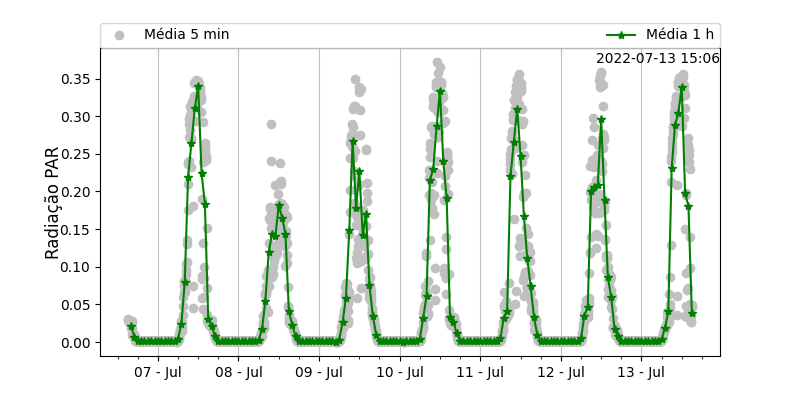 Média 5 min
Média 1 h
2022-07-13 15:06
Radiação PAR
0.35
0.30
0.25
0.20
0.15
0.10
0.05
0.00
07 - Jul
08 - Jul
09 - Jul
10 - Jul
11 - Jul
12 - Jul
13 - Jul